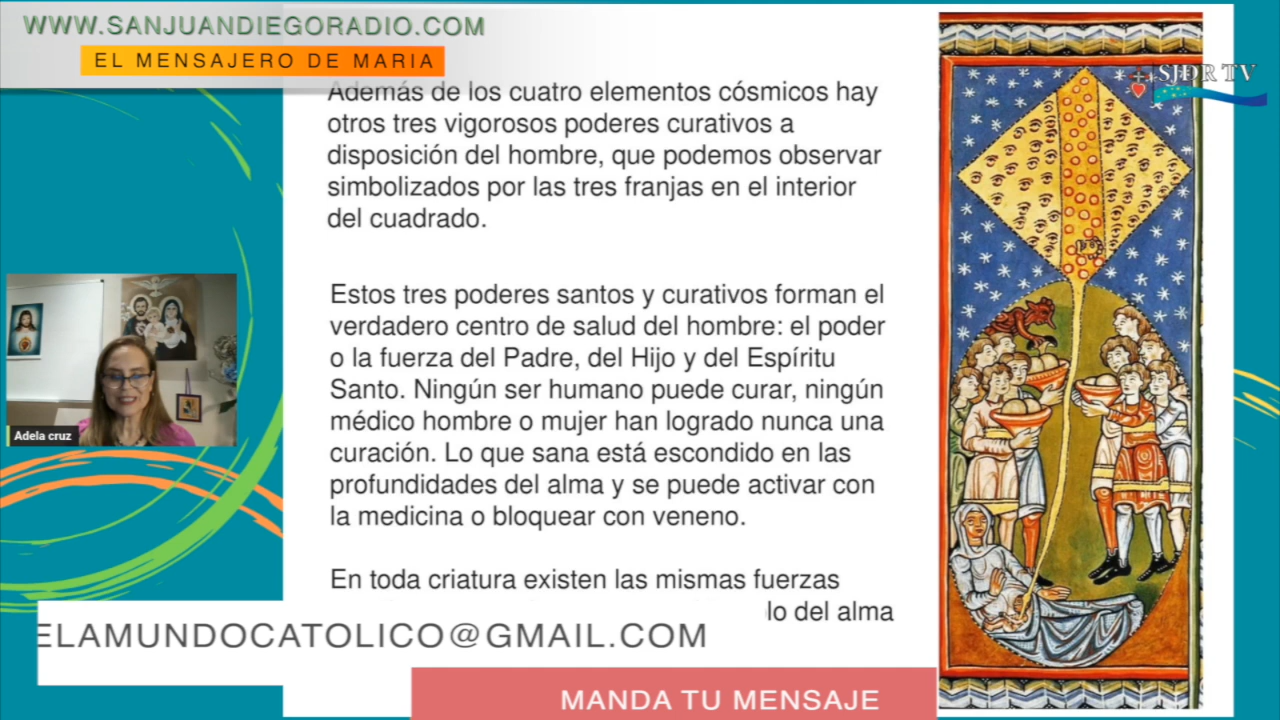 WWW.SANJUANDIEGORADIO.COM
EL MENSAJERO DE MARIA
SJDR TV
Además de los cuatro elementos cósmicos hay
otros tres vigorosos poderes curativos a
disposición del hombre, que podemos observar
simbolizados por las tres franjas en el interior
del cuadrado.
Estos tres poderes santos y curativos forman el
verdadero centro de salud del hombre: el poder
o la fuerza del Padre, del Hijo y del Espíritu
Santo. Ningún ser humano puede curar, ningún
médico hombre o mujer han logrado nunca una
curación. Lo que sana está escondido en las
profundidades del alma y se puede activar con
la medicina o bloquear con veneno.
En toda criatura existen las mismas fuerzas
lo del alma
Adela cruz
ELAMUNDOCATOLICO@GMAIL.COM
MANDA TU MENSAJE